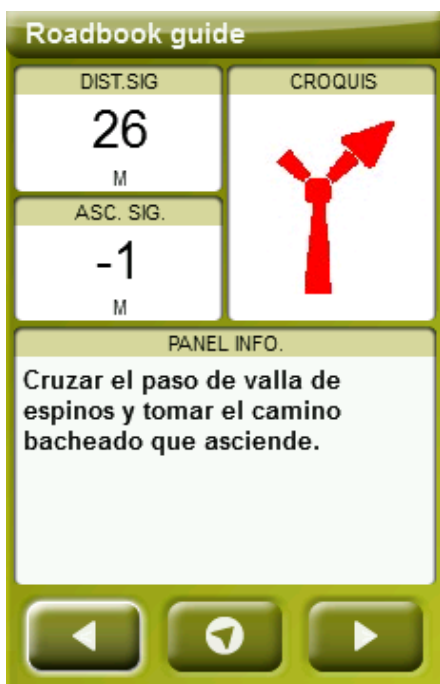 Roadbook guide
DIST.SIG
26
M
CROQUIS
ASC. SIG.
-1
M
PANEL INFO.
Cruzar el paso de valla de
espinos y tomar el camino
bacheado que asciende.